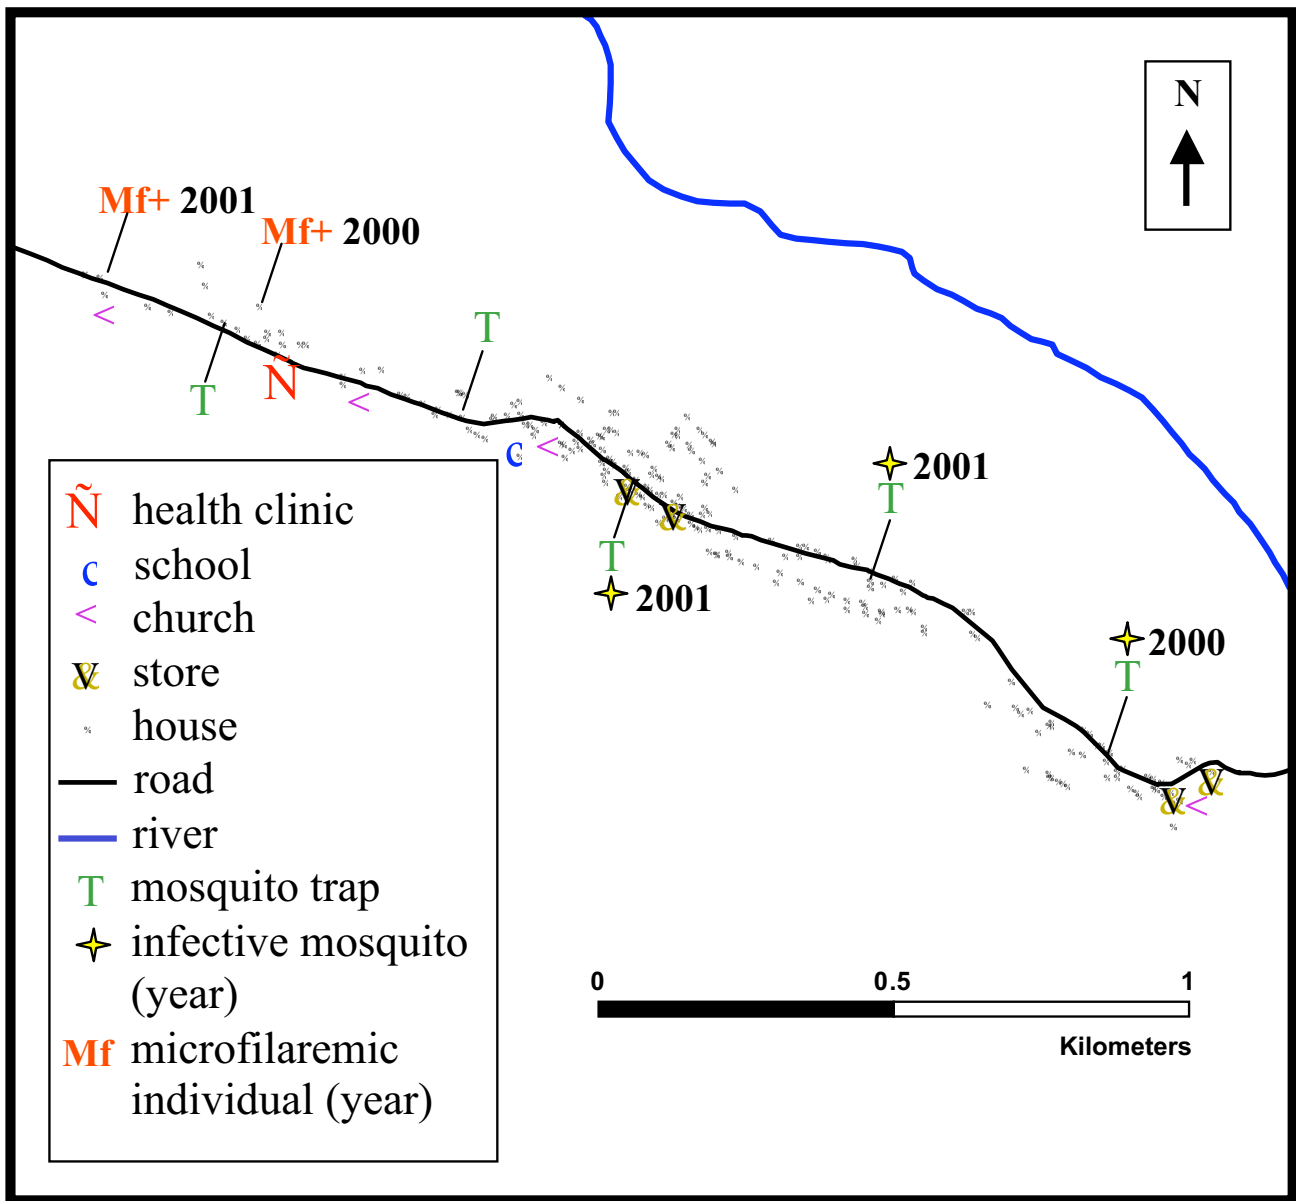 N
Mf+ 2001
Mf+ 2000
T
<
T
Ñ
<
c <
2001
T
V
&
V
&
T
2001
2000
T
V
&
V
& <
Ñ health clinic
c school
< church
V
& store
% house
road
river
T mosquito trap
infective mosquito
(year)
Mf microfilaremic
individual (year)
0 0.5 1
Kilometers